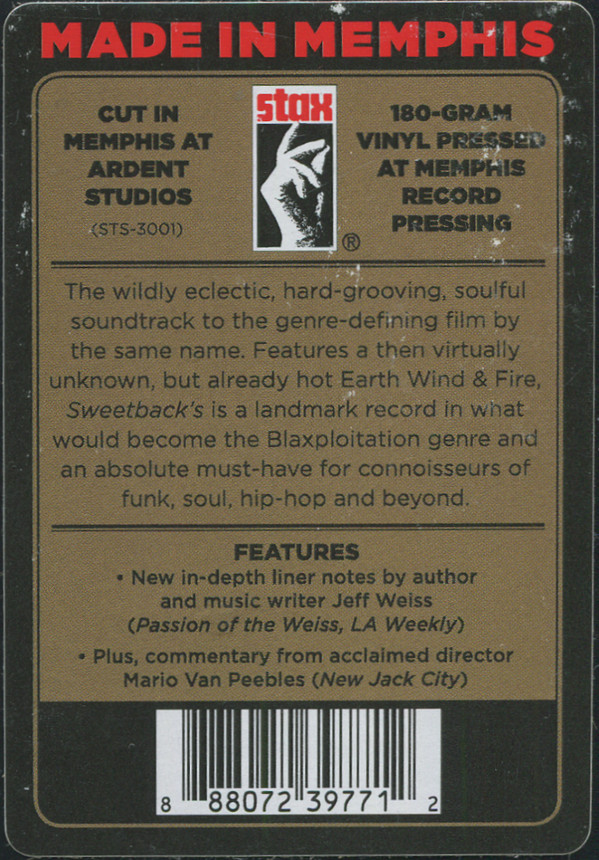 MADE IN MEMPHIS
CUT IN
MEMPHIS AT
ARDENT
STUDIOS
(STS-3001)
stax
®
180-GRAM
VINYL PRESSED
AT MEMPHIS
RECORD
PRESSING
The wildly eclectic, hard-grooving, soulful
soundtrack to the genre-defining film by
the same name. Features a then virtually
unknown, but already hot Earth Wind & Fire,
Sweetback's is a landmark record in what
would become the Blaxploitation genre and
an absolute must-have for connoisseurs of
funk, soul, hip-hop and beyond.
FEATURES
• New in-depth liner notes by author
and music writer Jeff Weiss
(Passion of the Weiss, LA Weekly)
• Plus, commentary from acclaimed director
Mario Van Peebles (New Jack City)
8 88072 39771 2